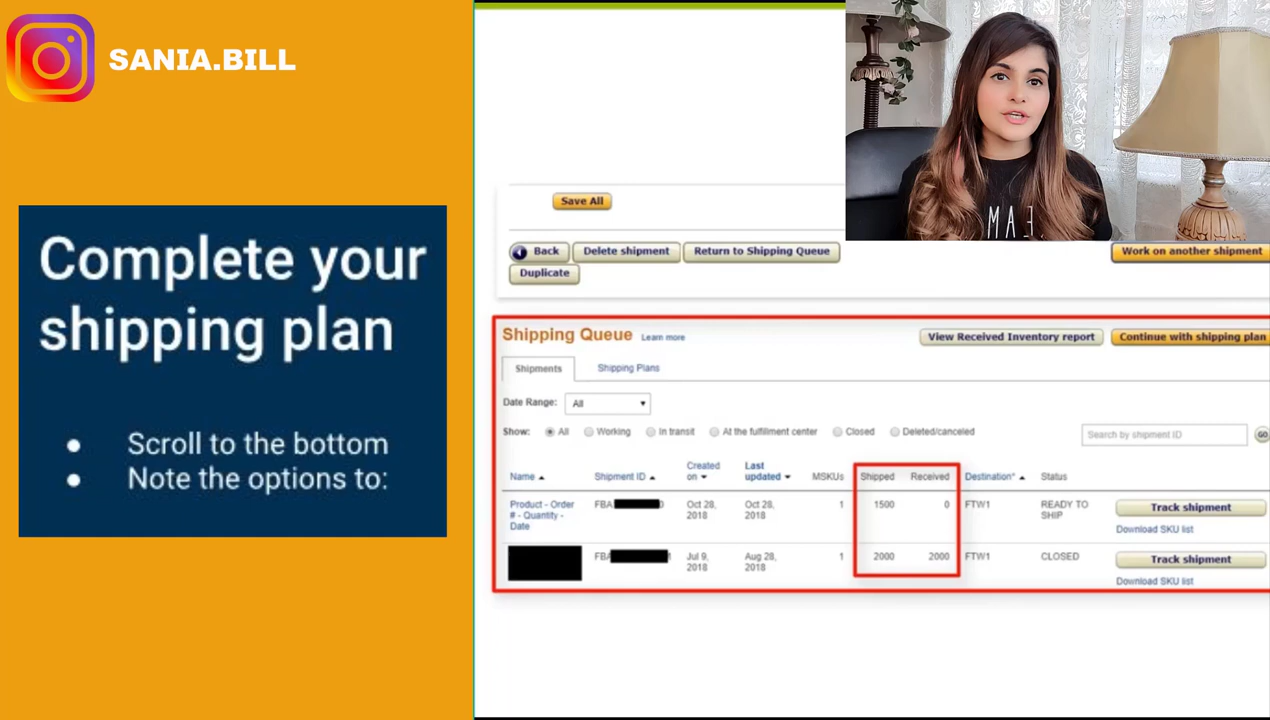 SANIA.BILL
Complete your
shipping plan
● Scroll to the bottom
● Note the options to:
Save All
Back Delete shipment Return to Shipping Queue Work on another shipment
Duplicate
Shipping Queue Learn more View Received Inventory report Continue with shipping plan
Shipments Shipping Plans
Date Range: All
Show: All Working In transit At the fulfillment center Closed Deleted/cancelled
Search by shipment ID GO
Name Shipment ID Created on Last updated MSKUs Shipped Received Destination* Status
Product - Order # - Quantity - Date FBA Oct 28, 2018 Oct 28, 2018 1 1500 0 FTW1 READY TO SHIP Track shipment
Download SKU list
FBA Jul 9, 2018 Aug 28, 2018 1 2000 2000 FTW1 CLOSED Track shipment
Download SKU list